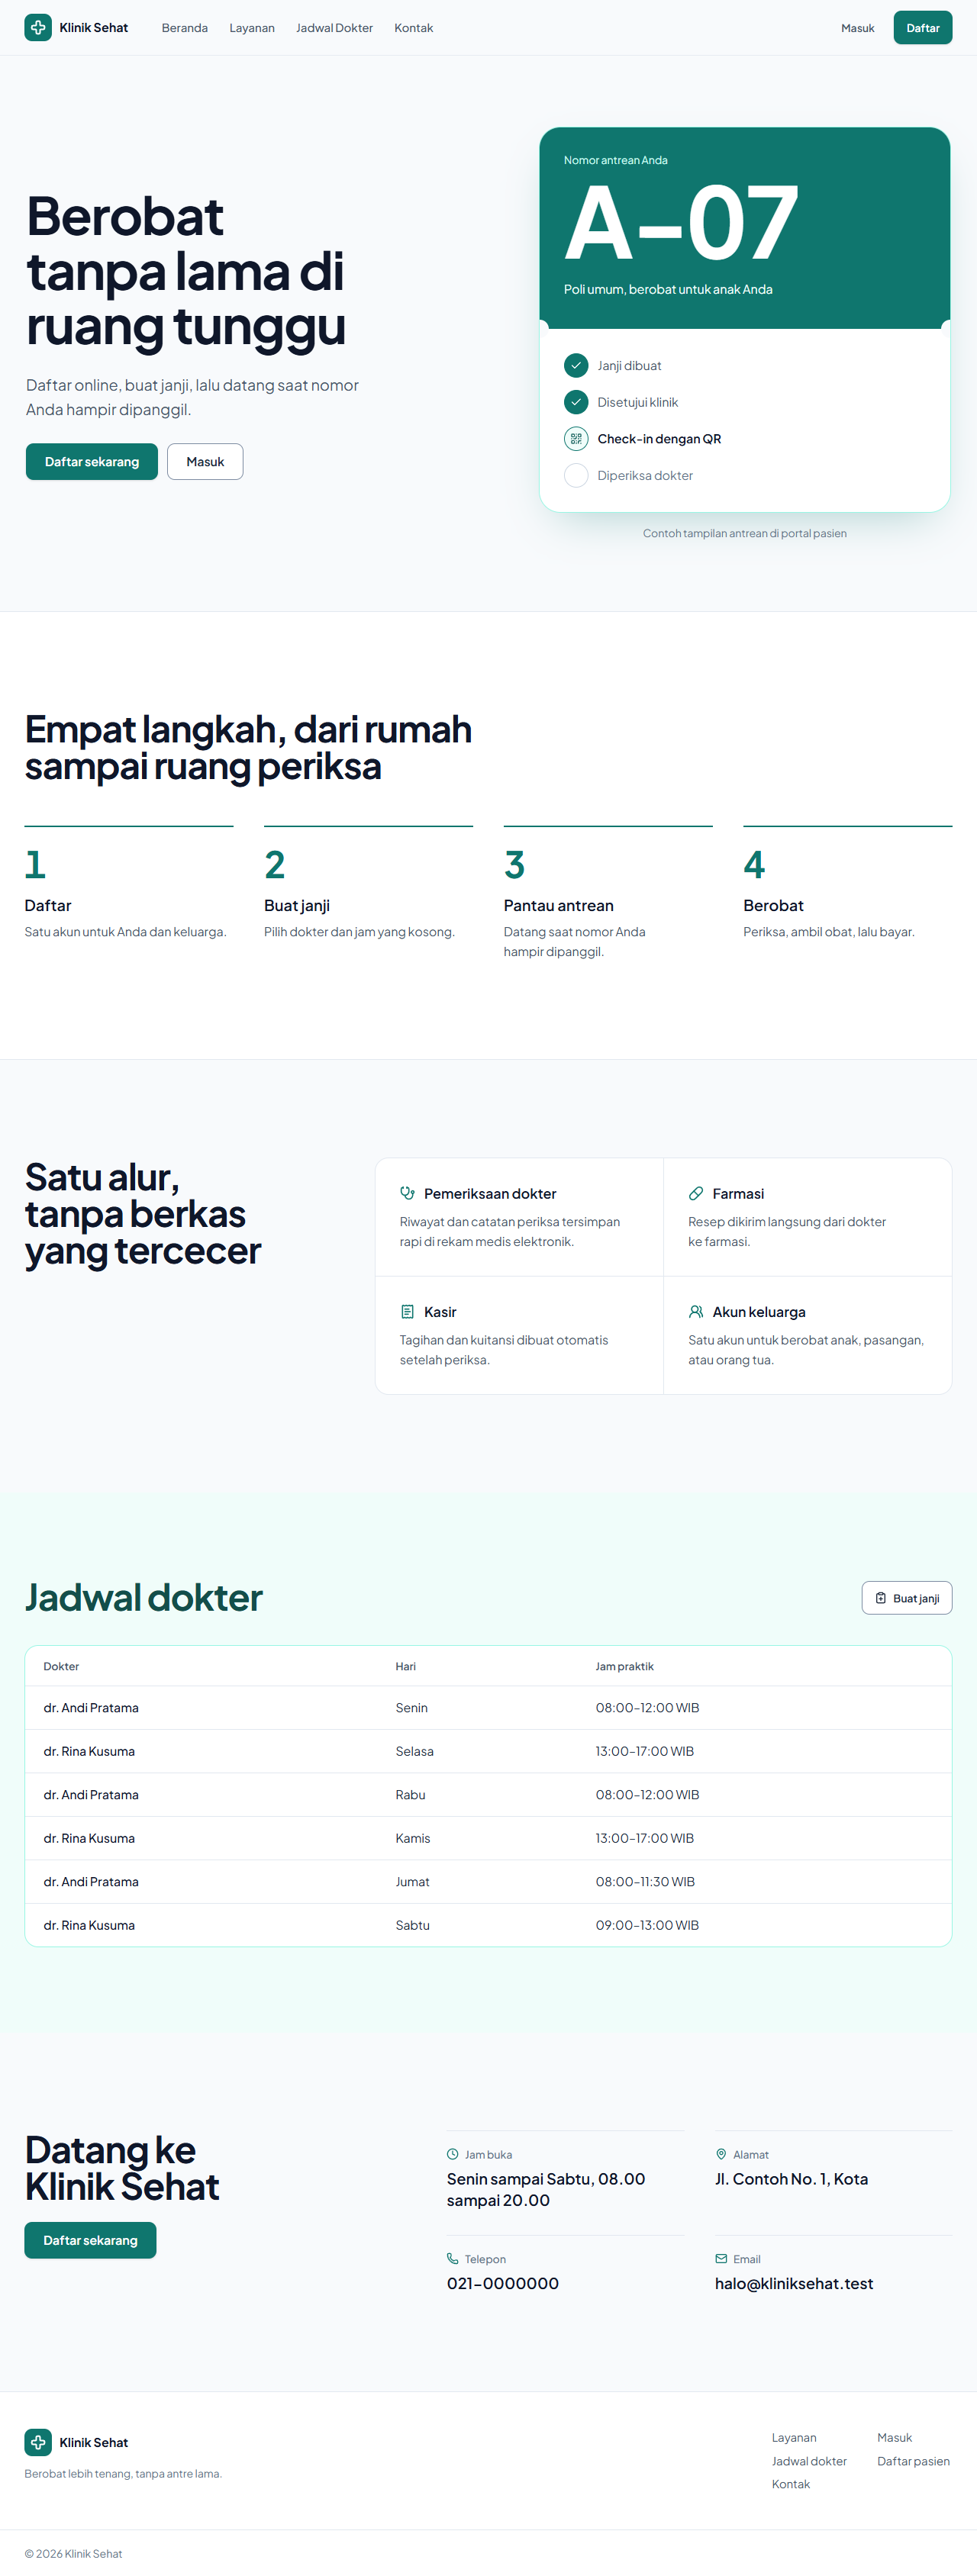 Klinik Sehat
Beranda
Layanan
Jadwal Dokter
Kontak
Masuk
Daftar
Berobat
tanpa lama di
ruang tunggu
Daftar online, buat janji, lalu datang saat nomor
Anda hampir dipanggil.
Daftar sekarang
Masuk
Nomor antrean Anda
A-07
Poli umum, berobat untuk anak Anda
Janji dibuat
Disetujui klinik
Check-in dengan QR
Diperiksa dokter
Contoh tampilan antrean di portal pasien
Empat langkah, dari rumah
sampai ruang periksa
1
Daftar
Satu akun untuk Anda dan keluarga.
2
Buat janji
Pilih dokter dan jam yang kosong.
3
Pantau antrean
Datang saat nomor Anda
hampir dipanggil.
4
Berobat
Periksa, ambil obat, lalu bayar.
Satu alur,
tanpa berkas
yang tercecer
Pemeriksaan dokter
Riwayat dan catatan periksa tersimpan
rapi di rekam medis elektronik.
Farmasi
Resep dikirim langsung dari dokter
ke farmasi.
Kasir
Tagihan dan kuitansi dibuat otomatis
setelah periksa.
Akun keluarga
Satu akun untuk berobat anak, pasangan,
atau orang tua.
Jadwal dokter
Buat janji
Dokter Hari Jam praktik
dr. Andi Pratama Senin 08:00–12:00 WIB
dr. Rina Kusuma Selasa 13:00–17:00 WIB
dr. Andi Pratama Rabu 08:00–12:00 WIB
dr. Rina Kusuma Kamis 13:00–17:00 WIB
dr. Andi Pratama Jumat 08:00–11:30 WIB
dr. Rina Kusuma Sabtu 09:00–13:00 WIB
Datang ke
Klinik Sehat
Daftar sekarang
Jam buka
Senin sampai Sabtu, 08.00
sampai 20.00
Alamat
Jl. Contoh No. 1, Kota
Telepon
021-0000000
Email
halo@kliniksehat.test
Klinik Sehat
Berobat lebih tenang, tanpa antre lama.
Layanan
Jadwal dokter
Kontak
Masuk
Daftar pasien
© 2026 Klinik Sehat